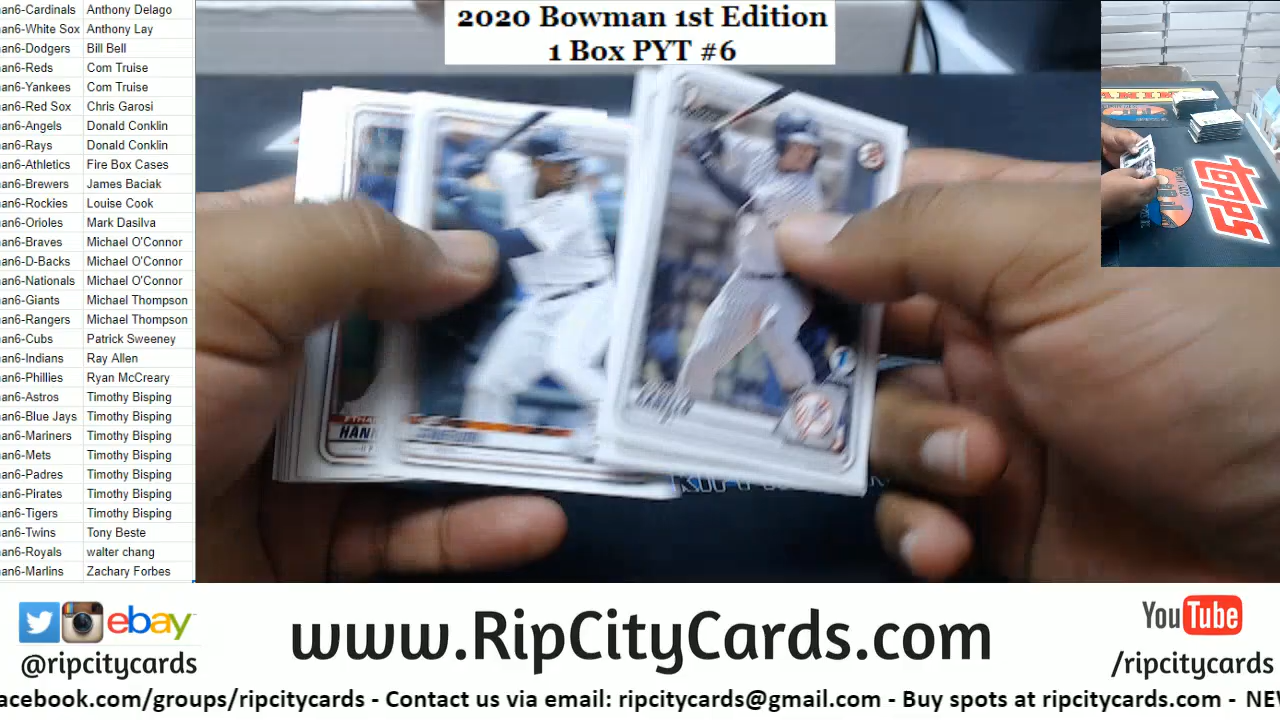 2020 Bowman 1st Edition
1 Box PYT #6
an6-Cardinals Anthony Delago
an6-White Sox Anthony Lay
an6-Dodgers Bill Bell
an6-Reds Com Truise
an6-Yankees Com Truise
an6-Red Sox Chris Garosi
an6-Angels Donald Conklin
an6-Rays Donald Conklin
an6-Athletics Fire Box Cases
an6-Brewers James Baciak
an6-Rockies Louise Cook
an6-Orioles Mark Dasilva
an6-Braves Michael O'Connor
an6-D-Backs Michael O'Connor
an6-Nationals Michael O'Connor
an6-Giants Michael Thompson
an6-Rangers Michael Thompson
an6-Cubs Patrick Sweeney
an6-Indians Ray Allen
an6-Phillies Ryan McCreary
an6-Astros Timothy Bisping
an6-Blue Jays Timothy Bisping
an6-Mariners Timothy Bisping
an6-Mets Timothy Bisping
an6-Padres Timothy Bisping
an6-Pirates Timothy Bisping
an6-Tigers Timothy Bisping
an6-Twins Tony Beste
an6-Royals walter chang
an6-Marlins Zachary Forbes
topps
ebay
@ripcitycards
www.RipCityCards.com
YouTube
/ripcitycards
acebook.com/groups/ripcitycards - Contact us via email: ripcitycards@gmail.com - Buy spots at ripcitycards.com - NEW